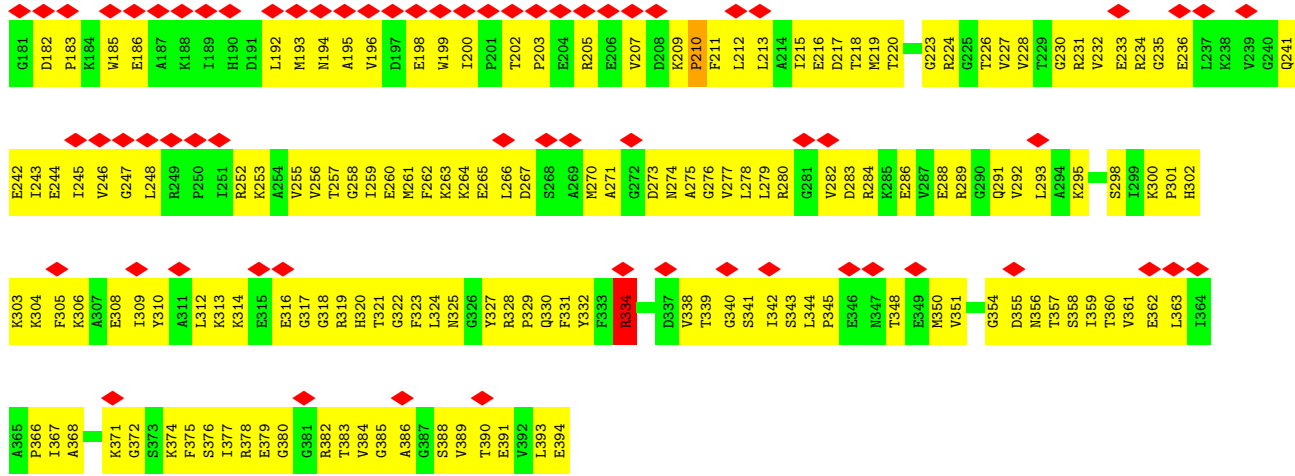 G181 D182 P183 K184 W185 E186 A187 K188 I189 H190 D191 L192 M193 N194 A195 V196 D197 E198 W199 I200 P201 T202 P203 E204 R205 E206 V207 D208 K209 P210 F211 L212 L213 A214 I215 E216 D217 T218 M219 T220 G223 R224 G225 T226 V227 V228 T229 G230 R231 V232 E233 R234 G235 E236 L237 K238 V239 G240 Q241
E242 I243 E244 I245 V246 G247 L248 R249 P250 I251 R252 K253 A254 V255 V256 T257 G258 I259 E260 M261 F262 K263 K264 E265 L266 D267 S268 A269 M270 A271 G272 D273 N274 A275 G276 V277 L278 L279 R280 G281 V282 D283 R284 K285 E286 V287 E288 R289 G290 Q291 V292 L293 A294 K295 S298 I299 K300 P301 H302
K303 K304 F305 K306 A307 E308 I309 Y310 A311 L312 K313 K314 E315 E316 G317 G318 R319 H320 T321 G322 F323 L324 N325 G326 Y327 R328 P329 Q330 F331 Y332 F333 R334 D337 V338 T339 G340 S341 I342 S343 L344 P345 E346 N347 T348 E349 M350 V351 G354 D355 N356 T357 S358 I359 T360 V361 E362 L363 I364
A365 P366 I367 A368 K371 G372 S373 K374 F375 S376 I377 R378 E379 G380 G381 R382 T383 V384 G385 A386 G387 S388 V389 T390 E391 V392 L393 E394